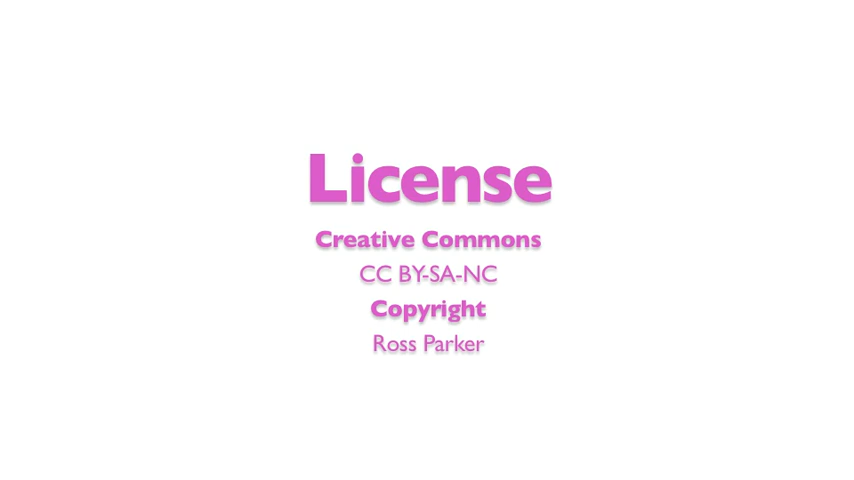 License
Creative Commons
CC BY-SA-NC
Copyright
Ross Parker